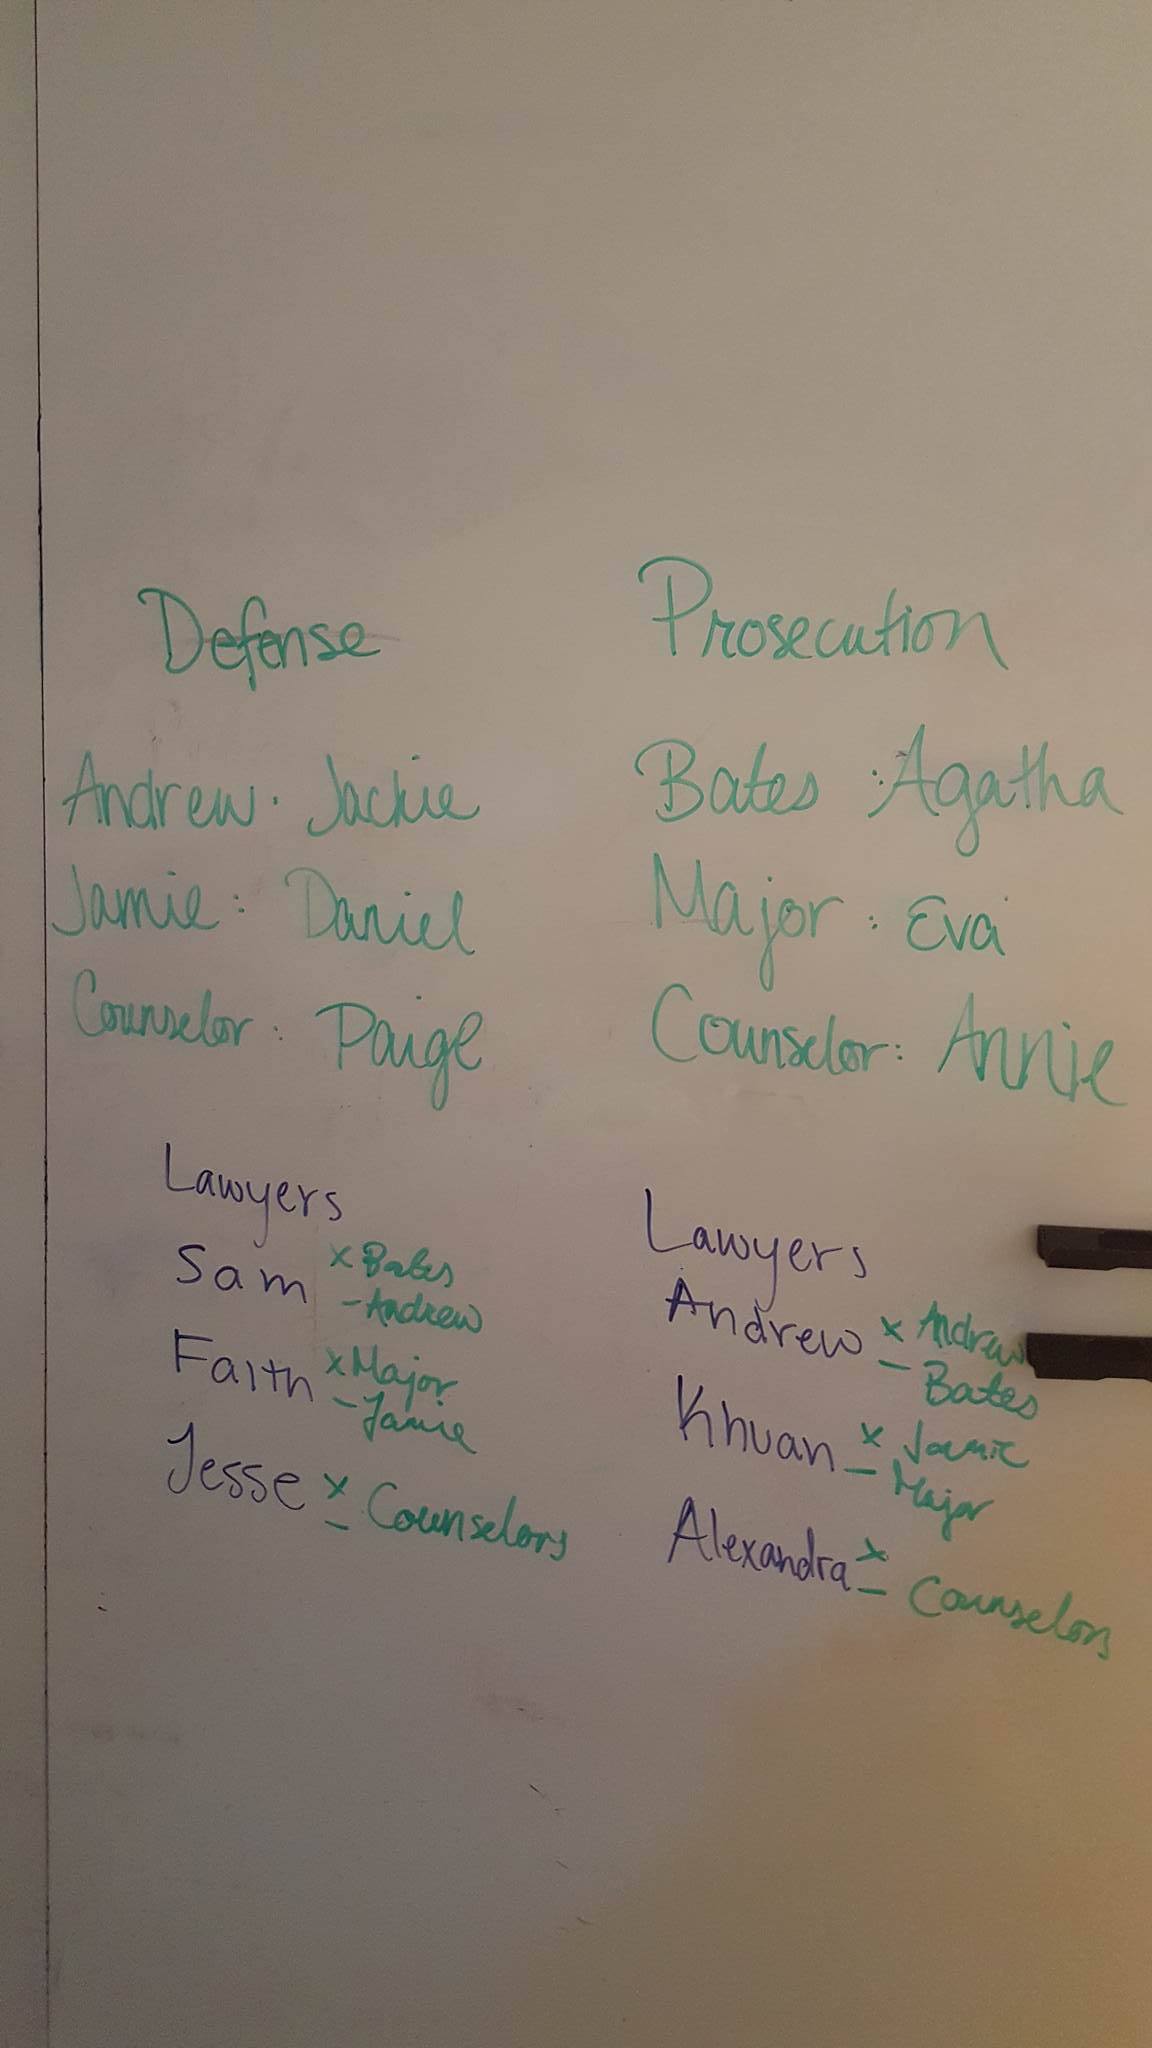 Defense
Andrew: Jackie
Jamie: Daniel
Counselor: Paige
Lawyers
Sam x Bates
- Andrew
Faith x Major
- Jamie
Jesse x
- Counselors
Prosecution
Bates: Agatha
Major: Eva
Counselor: Annie
Lawyers
Andrew x Andrew
- Bates
Khuan x Jamie
- Major
Alexandra x
- Counselors